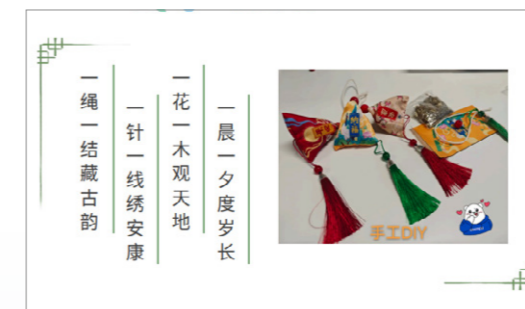 一晨一夕度岁长
一花一木观天地
一针一线绣安康
一绳一结藏古韵
手工DIY